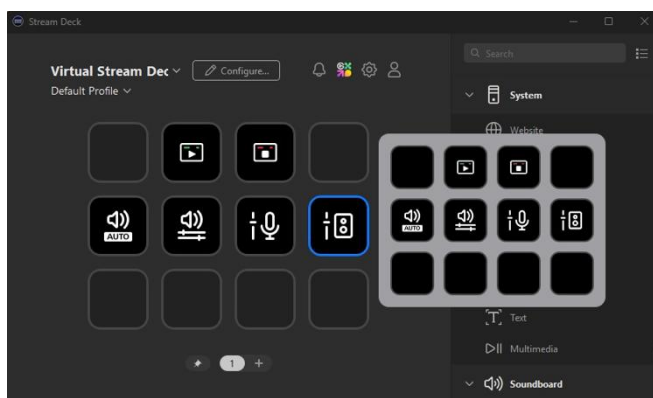 Stream Deck
Search
Virtual Stream Dec
Configure...
Default Profile
System
Website
AUTO
AUTO
Text
1
Multimedia
Soundboard